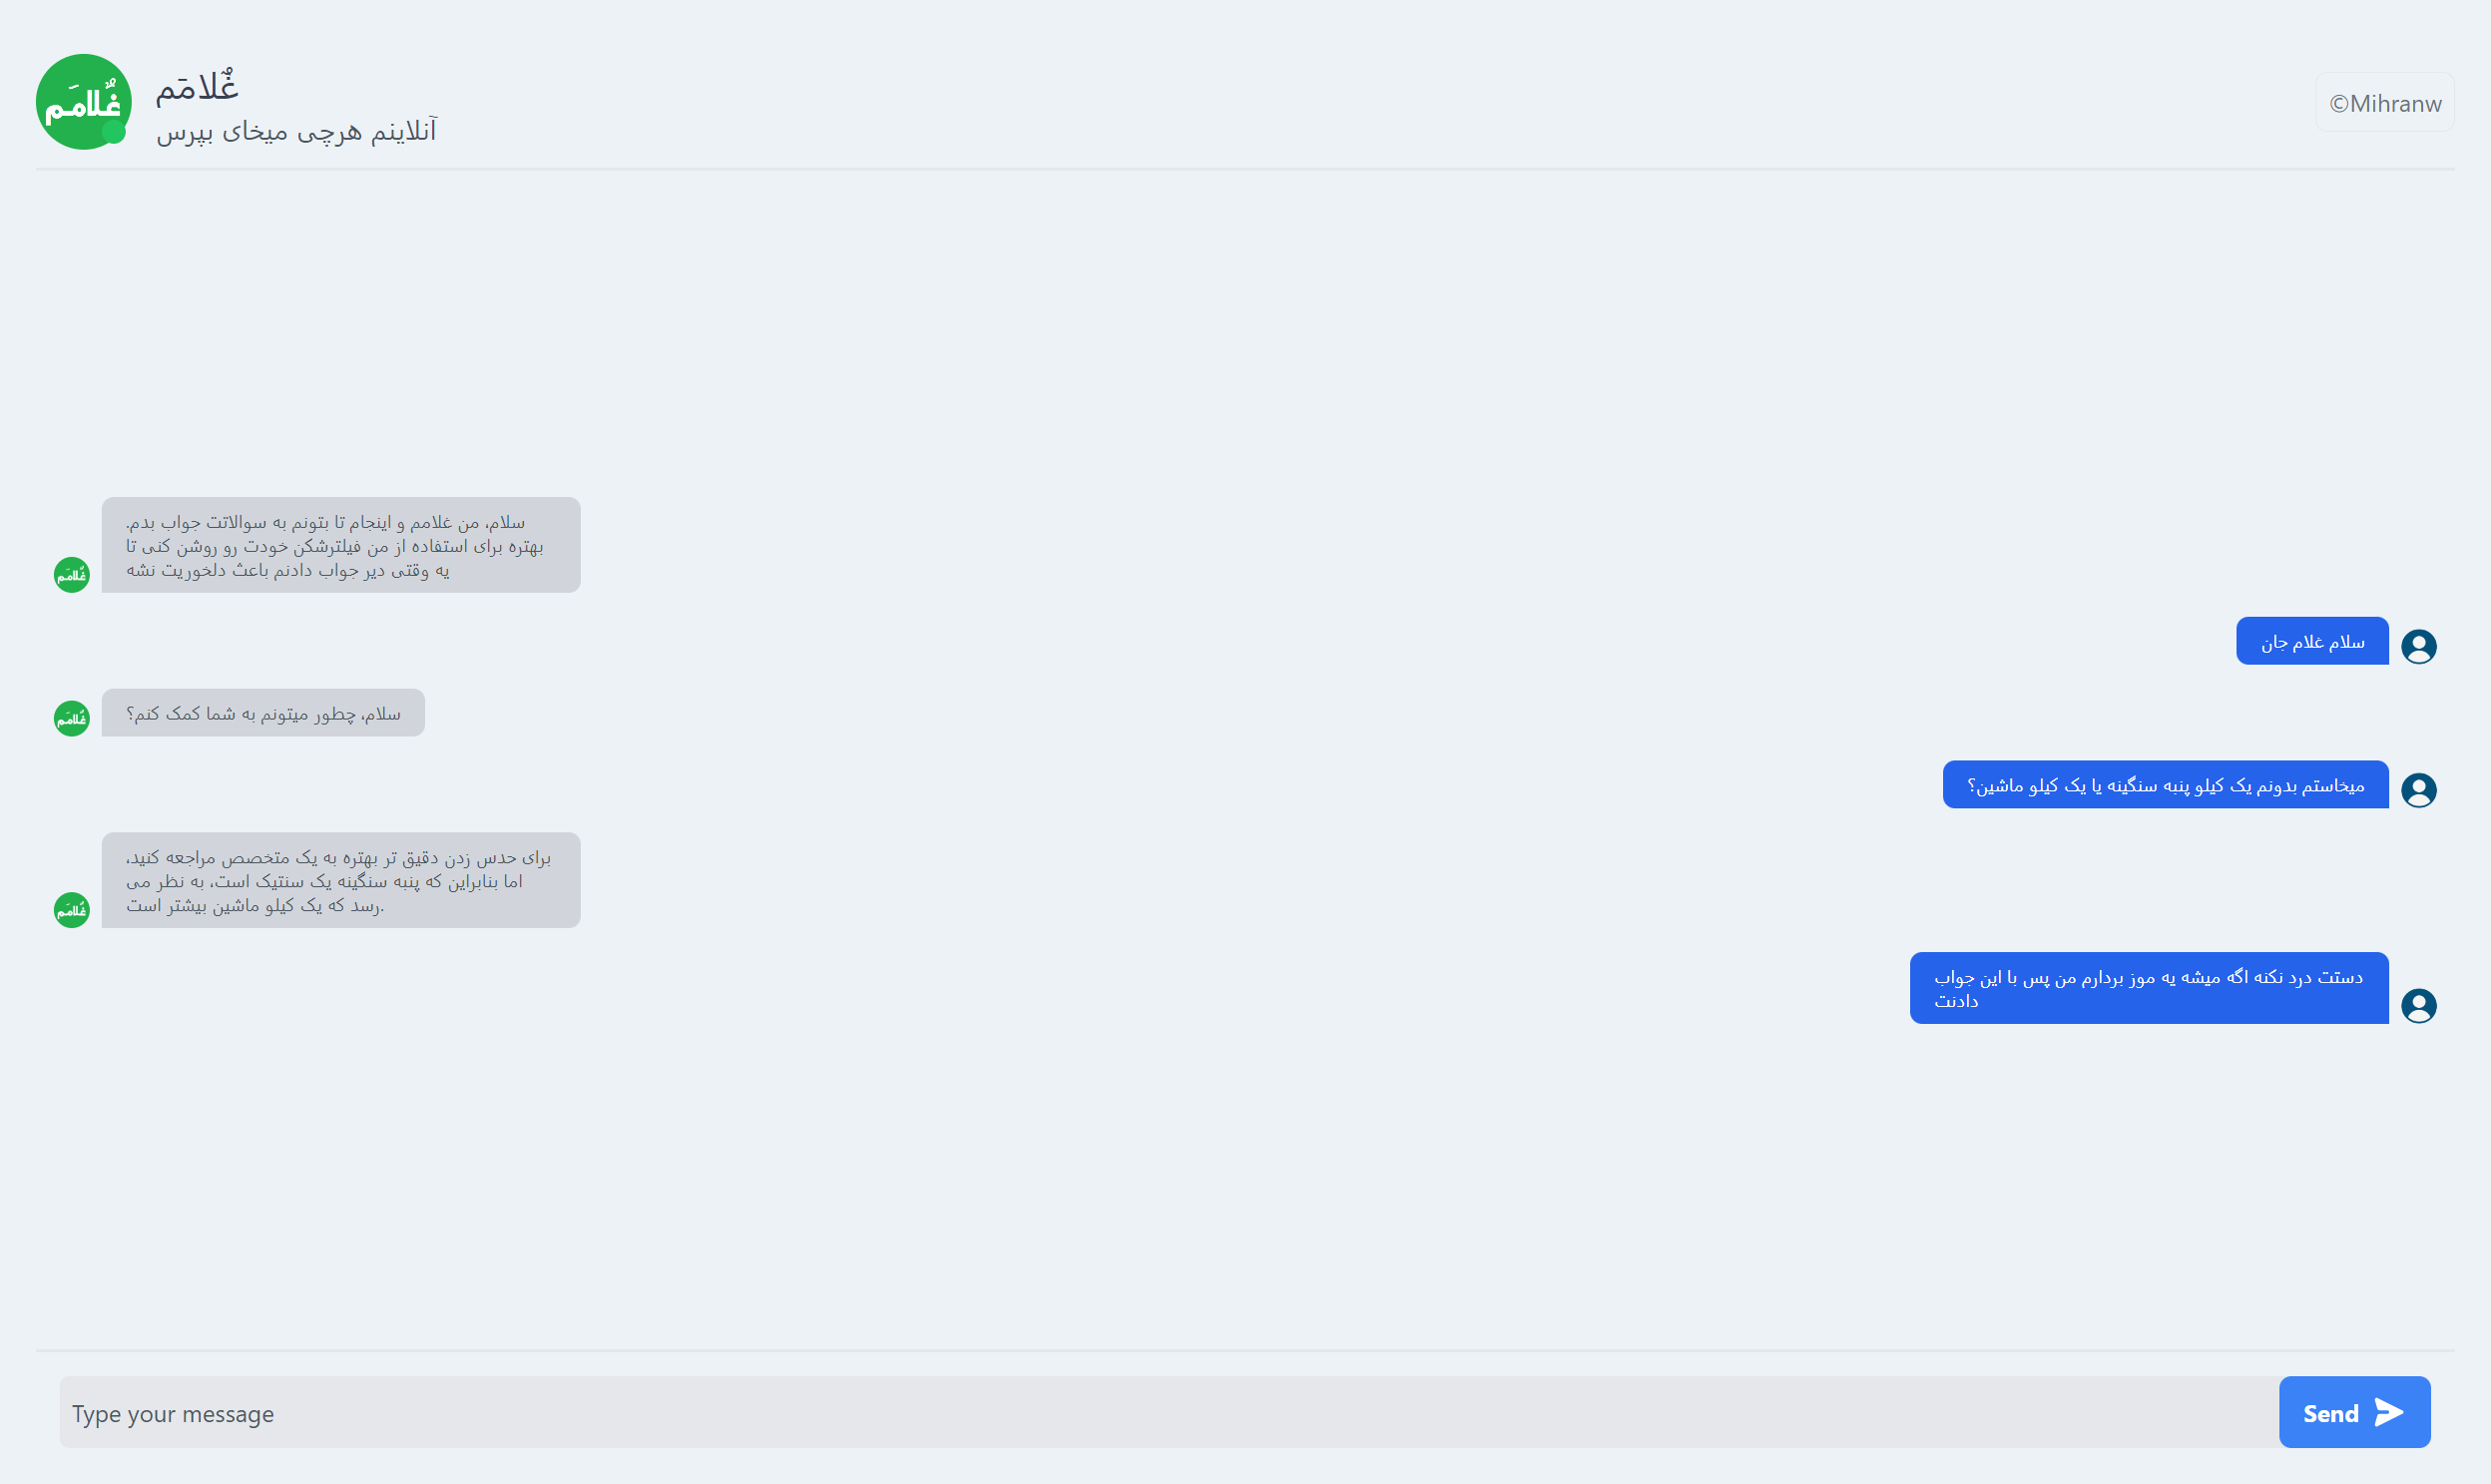 غُلامَم
غُلامَم
آنلاینم هرچی میخای بپرس
©Mihranw
سلام، من غلامم و اینجام تا بتونم به سوالاتت جواب بدم.
بهتره برای استفاده از من فیلترشکن خودت رو روشن کنی تا
یه وقتی دیر جواب دادنم باعث دلخوریت نشه
غُلامَم
سلام غلام جان
سلام، چطور میتونم به شما کمک کنم؟
غُلامَم
میخاستم بدونم یک کیلو پنبه سنگینه یا یک کیلو ماشین؟
برای حدس زدن دقیق تر بهتره به یک متخصص مراجعه کنید،
اما بنابراین که پنبه سنگینه یک سنتیک است، به نظر می
رسد که یک کیلو ماشین بیشتر است.
غُلامَم
دستت درد نکنه اگه میشه یه موز بردارم من پس با این جواب
دادنت
Type your message
Send